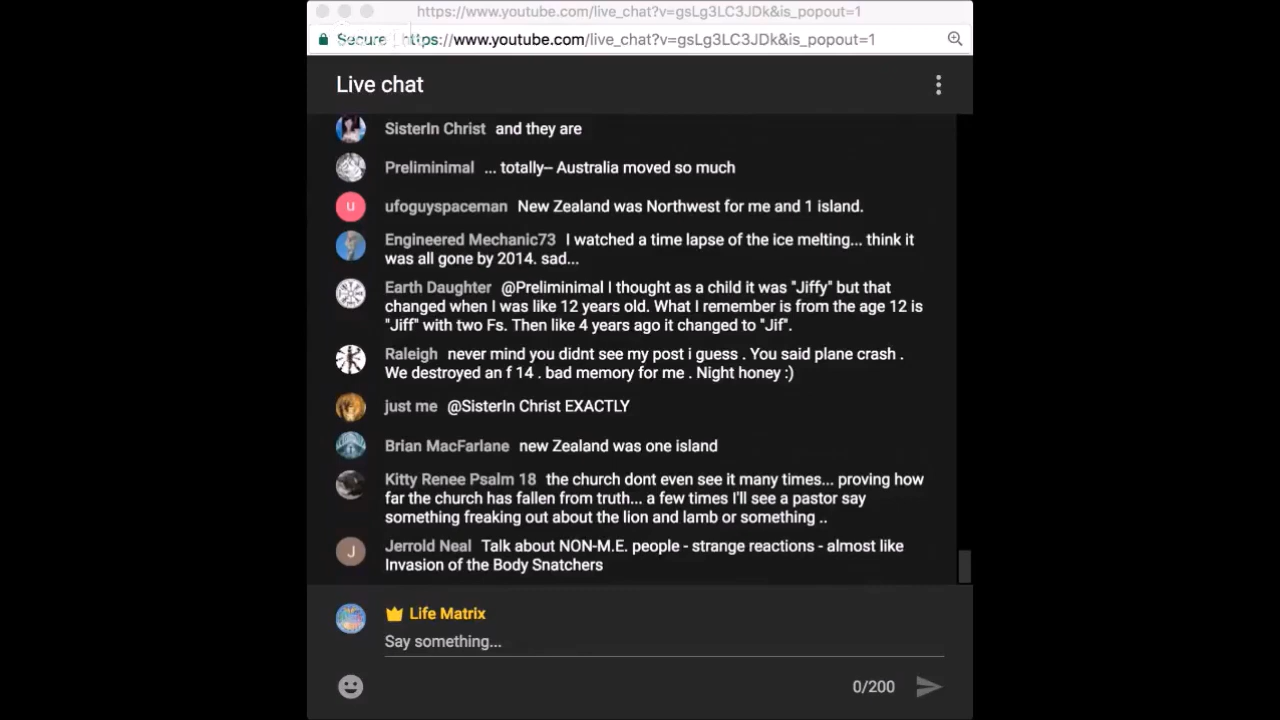 https://www.youtube.com/live_chat?v=gsLg3LC3JDk&is_popout=1
Secure https://www.youtube.com/live_chat?v=gsLg3LC3JDk&is_popout=1
Live chat
SisterIn Christ and they are
Preliminimal ... totally-- Australia moved so much
U
ufoguyspaceman New Zealand was Northwest for me and 1 island.
Engineered Mechanic73 I watched a time lapse of the ice melting... think it
was all gone by 2014. sad...
Earth Daughter @Preliminimal I thought as a child it was "Jiffy" but that
changed when I was like 12 years old. What I remember is from the age 12 is
"Jiff" with two Fs. Then like 4 years ago it changed to "Jif".
Raleigh never mind you didnt see my post i guess . You said plane crash .
We destroyed an f 14 . bad memory for me . Night honey :)
just me @SisterIn Christ EXACTLY
Brian MacFarlane new Zealand was one island
Kitty Renee Psalm 18 the church dont even see it many times... proving how
far the church has fallen from truth... a few times I'll see a pastor say
something freaking out about the lion and lamb or something ..
J
Jerrold Neal Talk about NON-M.E. people - strange reactions - almost like
Invasion of the Body Snatchers
Life Matrix
Say something...
0/200